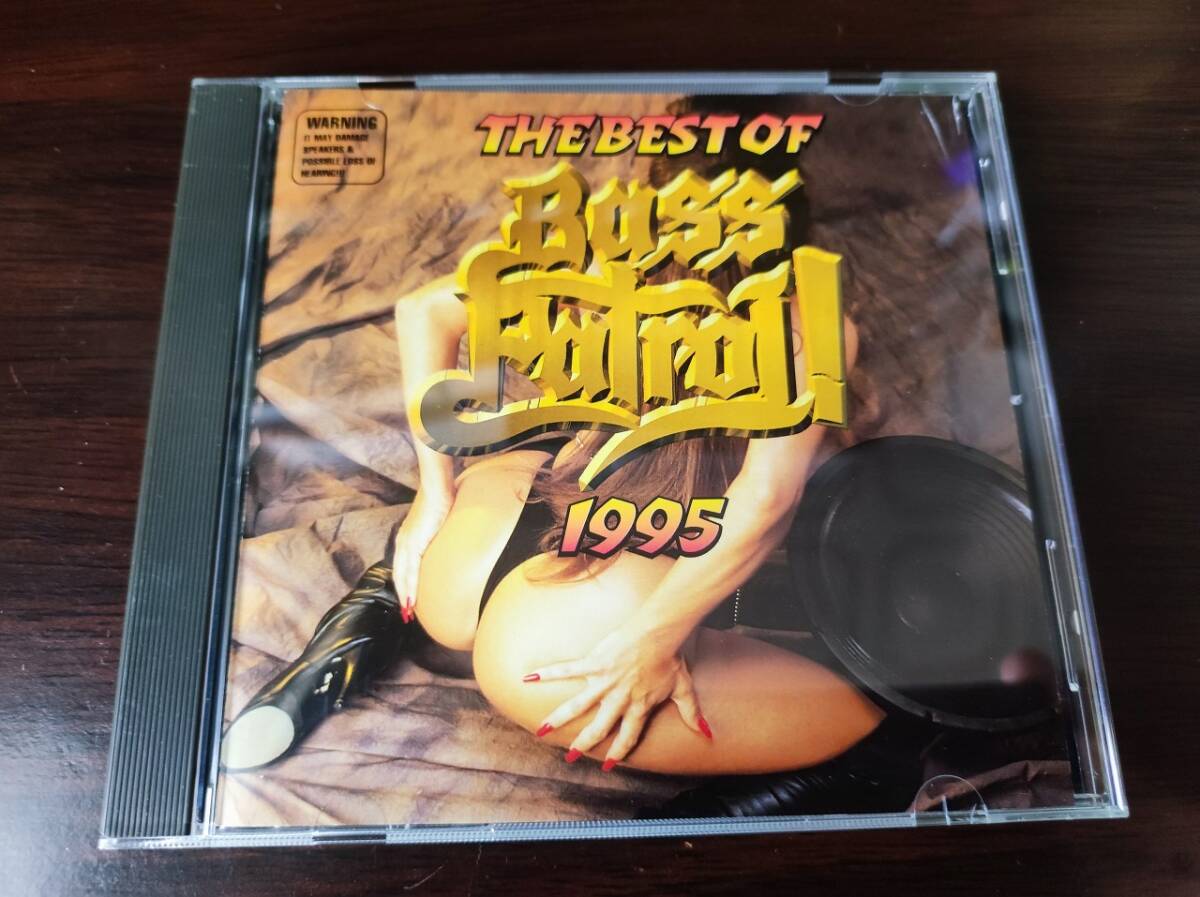 WARNING
IT MAY DAMAGE
SPEAKERS &
POSSIBLE LOSS OF
HEARING!!!
THE BEST OF
Bass
Patrol!
1995